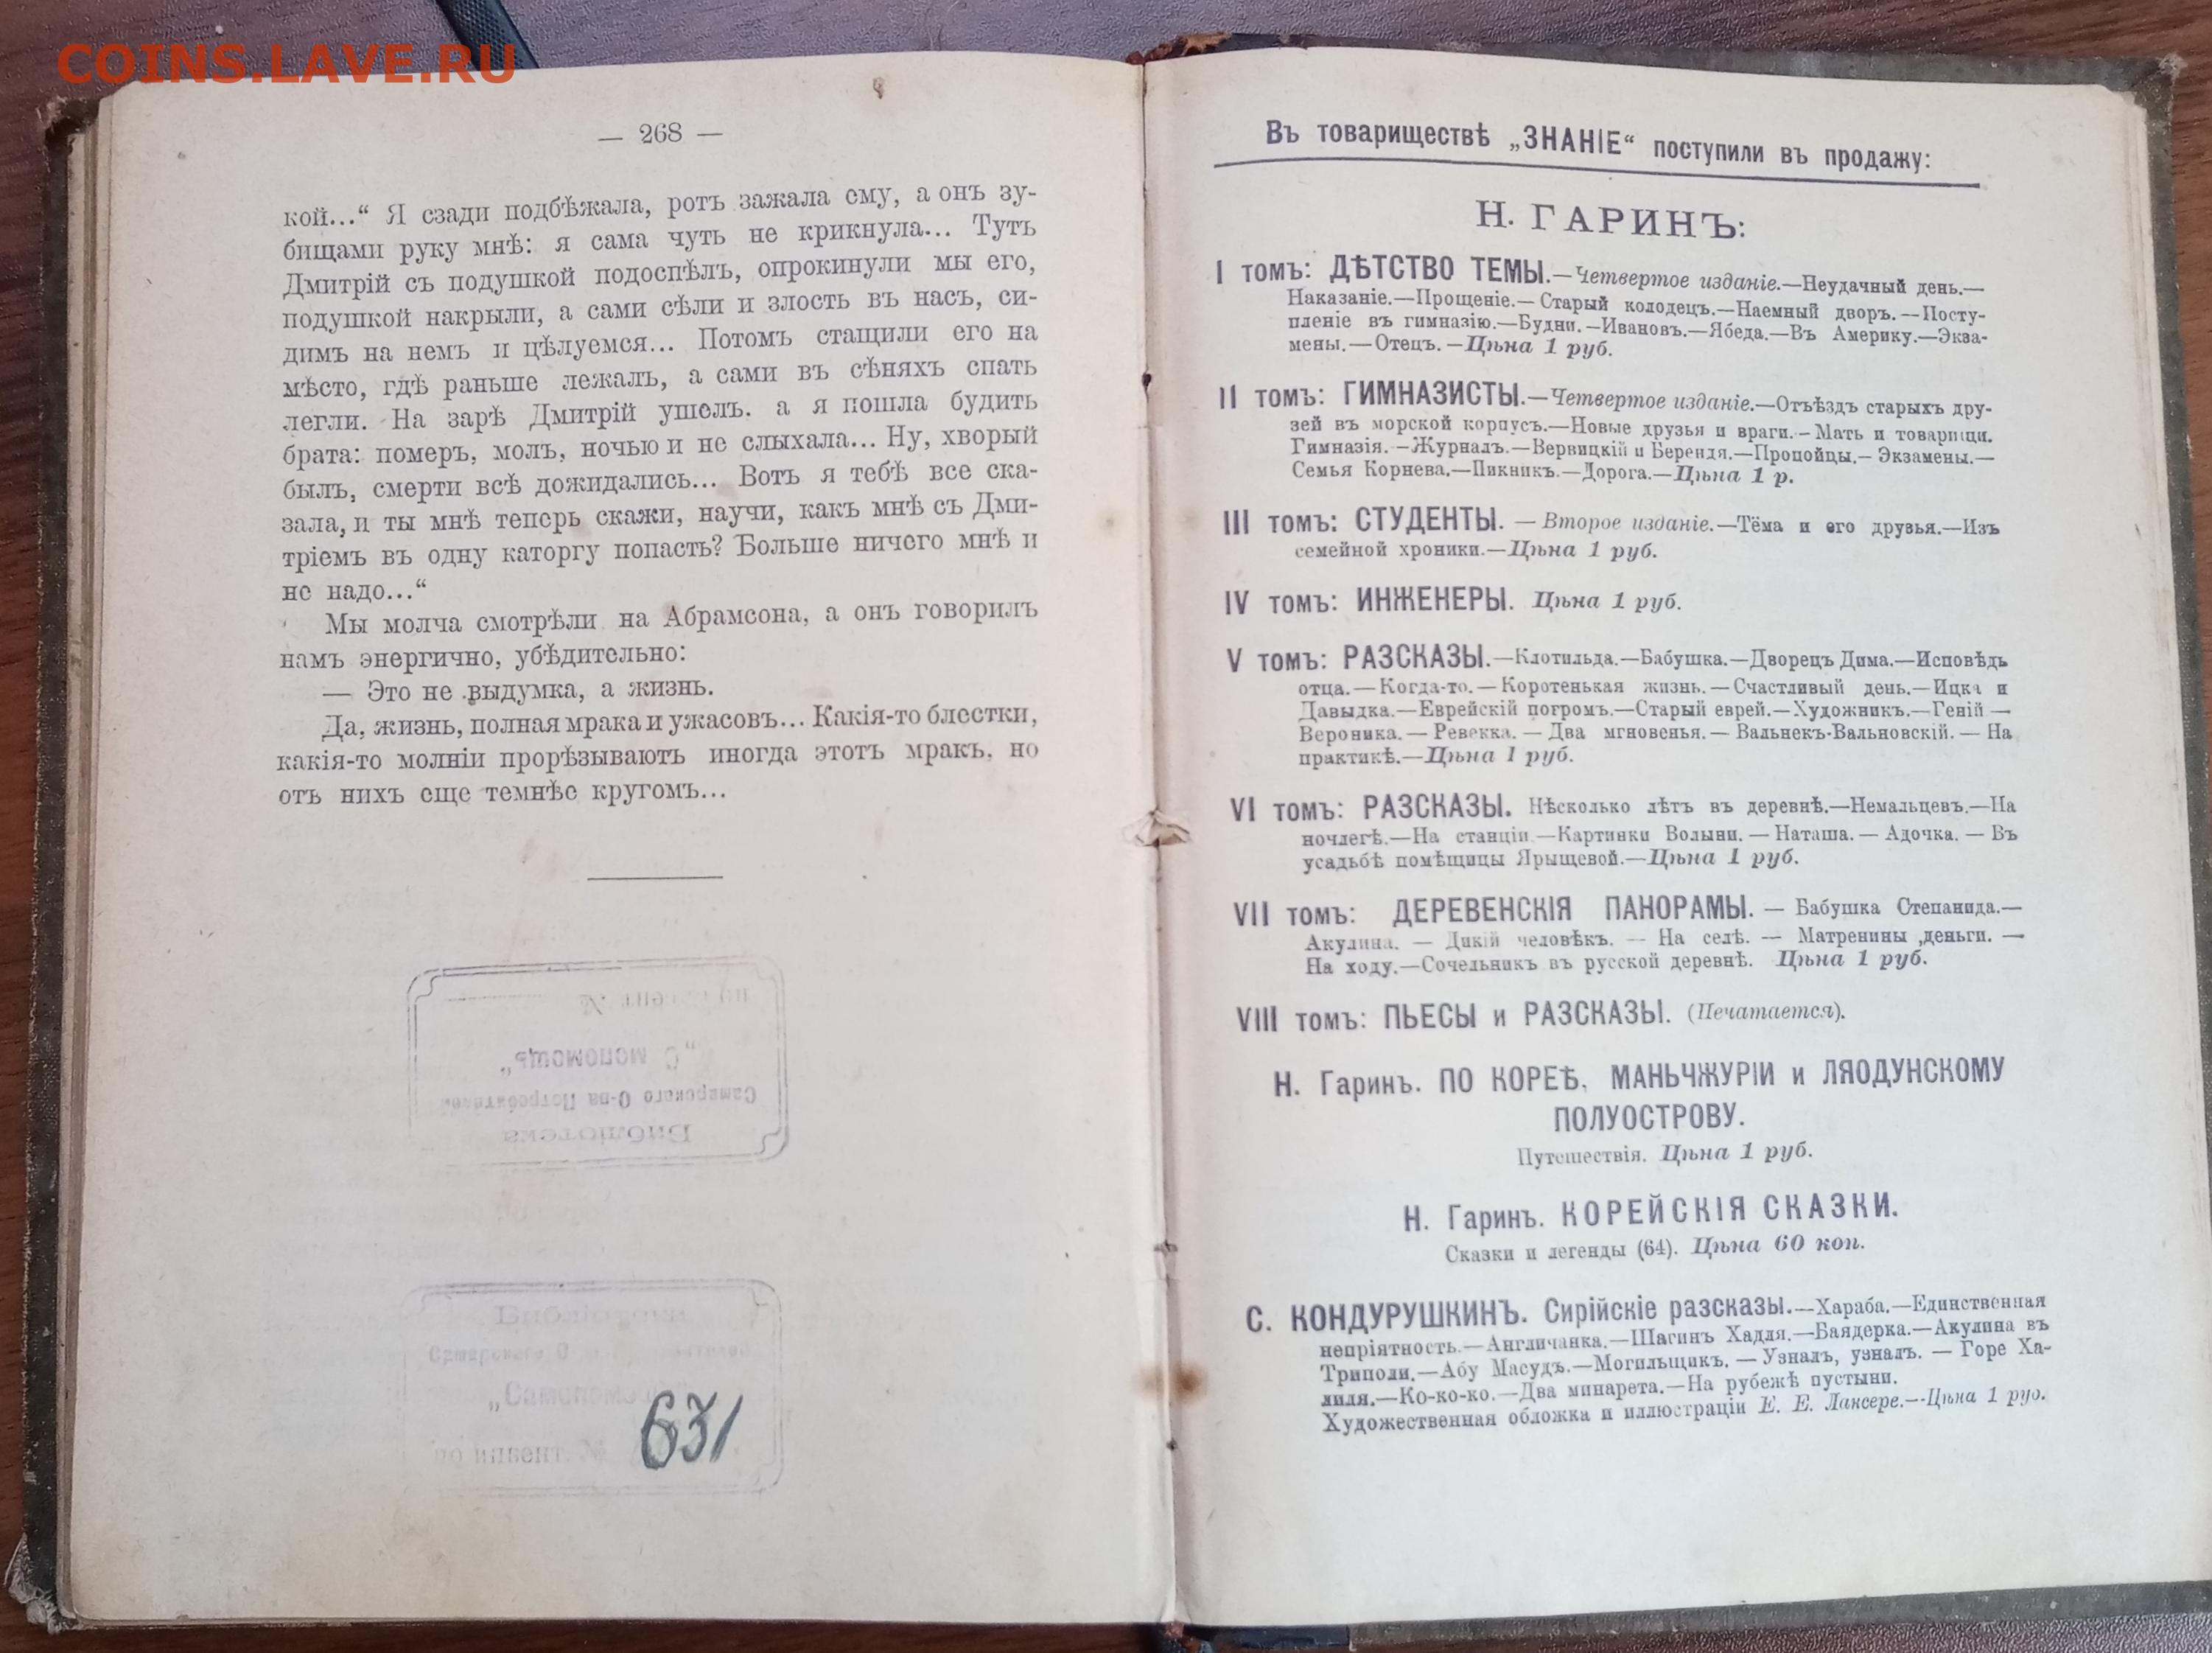 COINS.LAVE.RU
— 268 —
кой...“ Я сзади подбѣжала, ротъ зажала ему, а онъ зу-
бищами руку мнѣ: я сама чуть не крикнула... Тутъ
Дмитрій съ подушкой подоспѣлъ, опрокинули мы его,
подушкой накрыли, а сами сѣли и злость въ насъ, си-
димъ на немъ и цѣлуемся... Потомъ стащили его на
мѣсто, гдѣ раньше лежалъ, а сами въ сѣняхъ спать
легли. На зарѣ Дмитрій ушелъ. а я пошла будить
брата: померъ, молъ, ночью и не слыхала... Ну, хворый
былъ, смерти всѣ дожидались... Вотъ я тебѣ все ска-
зала, и ты мнѣ теперь скажи, научи, какъ мнѣ съ Дми-
тріемъ въ одну каторгу попасть? Больше ничего мнѣ и
не надо...“
Мы молча смотрѣли на Абрамсона, а онъ говорилъ
намъ энергично, убѣдительно:
— Это не выдумка, а жизнь.
Да, жизнь, полная мрака и ужасовъ... Какія-то блестки,
какія-то молніи прорѣзываютъ иногда этотъ мракъ. но
отъ нихъ еще темнѣе кругомъ...
Библіотека
Самарскаго О-ва Потребителей
„Самопомощь“
по инвент. №
Библіотека
Самарскаго О
„Самопомощь“
по инвент. № 631
Въ товариществѣ „ЗНАНІЕ“ поступили въ продажу:
Н. ГАРИНЪ:
I томъ: ДѢТСТВО ТЕМЫ.—Четвертое изданіе.—Неудачный день.—
Наказаніе.—Прощеніе.—Старый колодецъ.—Наемный дворъ.—Посту-
пленіе въ гимназію.—Будни.—Ивановъ.—Ябеда.—Въ Америку.—Экза-
мены.—Отецъ.—Цѣна 1 руб.
II томъ: ГИМНАЗИСТЫ.—Четвертое изданіе.—Отъѣздъ старыхъ дру-
зей въ морской корпусъ.—Новые друзья и враги.—Мать и товарищи.
Гимназія.—Журналъ.—Вервицкій и Берендя.—Пропойцы.—Экзамены.—
Семья Корнева.—Пикникъ.—Дорога.—Цѣна 1 р.
III томъ: СТУДЕНТЫ. — Второе изданіе.—Тёма и его друзья.—Изъ
семейной хроники.—Цѣна 1 руб.
IV томъ: ИНЖЕНЕРЫ. Цѣна 1 руб.
V томъ: РАЗСКАЗЫ.—Клотильда.—Бабушка.—Дворецъ Дима.—Исповѣдь
отца.—Когда-то.—Коротенькая жизнь.—Счастливый день.—Ицка и
Давыдка.—Еврейскій погромъ.—Старый еврей.—Художникъ.—Геній —
Вероника.—Ревекка.—Два мгновенья.—Вальнекъ-Вальновскій.—На
практикѣ.—Цѣна 1 руб.
VI томъ: РАЗСКАЗЫ. Нѣсколько лѣтъ въ деревнѣ.—Немальцевъ.—На
ночлегѣ.—На станціи—Картинки Волыни.—Наташа.—Адочка.—Въ
усадьбѣ помѣщицы Ярыщевой.—Цѣна 1 руб.
VII томъ: ДЕРЕВЕНСКІЯ ПАНОРАМЫ. — Бабушка Степанида.—
Акулина. — Дикій человѣкъ. — На селѣ. — Матренины деньги. —
На ходу.—Сочельникъ въ русской деревнѣ. Цѣна 1 руб.
VIII томъ: ПЬЕСЫ и РАЗСКАЗЫ. (Печатается).
Н. Гаринъ. ПО КОРЕѢ, МАНЬЧЖУРІИ и ЛЯОДУНСКОМУ
ПОЛУОСТРОВУ.
Путешествія. Цѣна 1 руб.
Н. Гаринъ. КОРЕЙСКІЯ СКАЗКИ.
Сказки и легенды (64). Цѣна 60 коп.
С. КОНДУРУШКИНЪ. Сирійскіе разсказы.—Хараба.—Единственная
непріятность.—Англичанка.—Шагинъ Хадля.—Баядерка.—Акулина въ
Триполи.—Абу Масудъ.—Могильщикъ.—Узналъ, узналъ.—Горе Ха-
лиля.—Ко-ко-ко.—Два минарета.—На рубежѣ пустыни.
Художественная обложка и иллюстраціи Е. Е. Лансере.—Цѣна 1 руб.